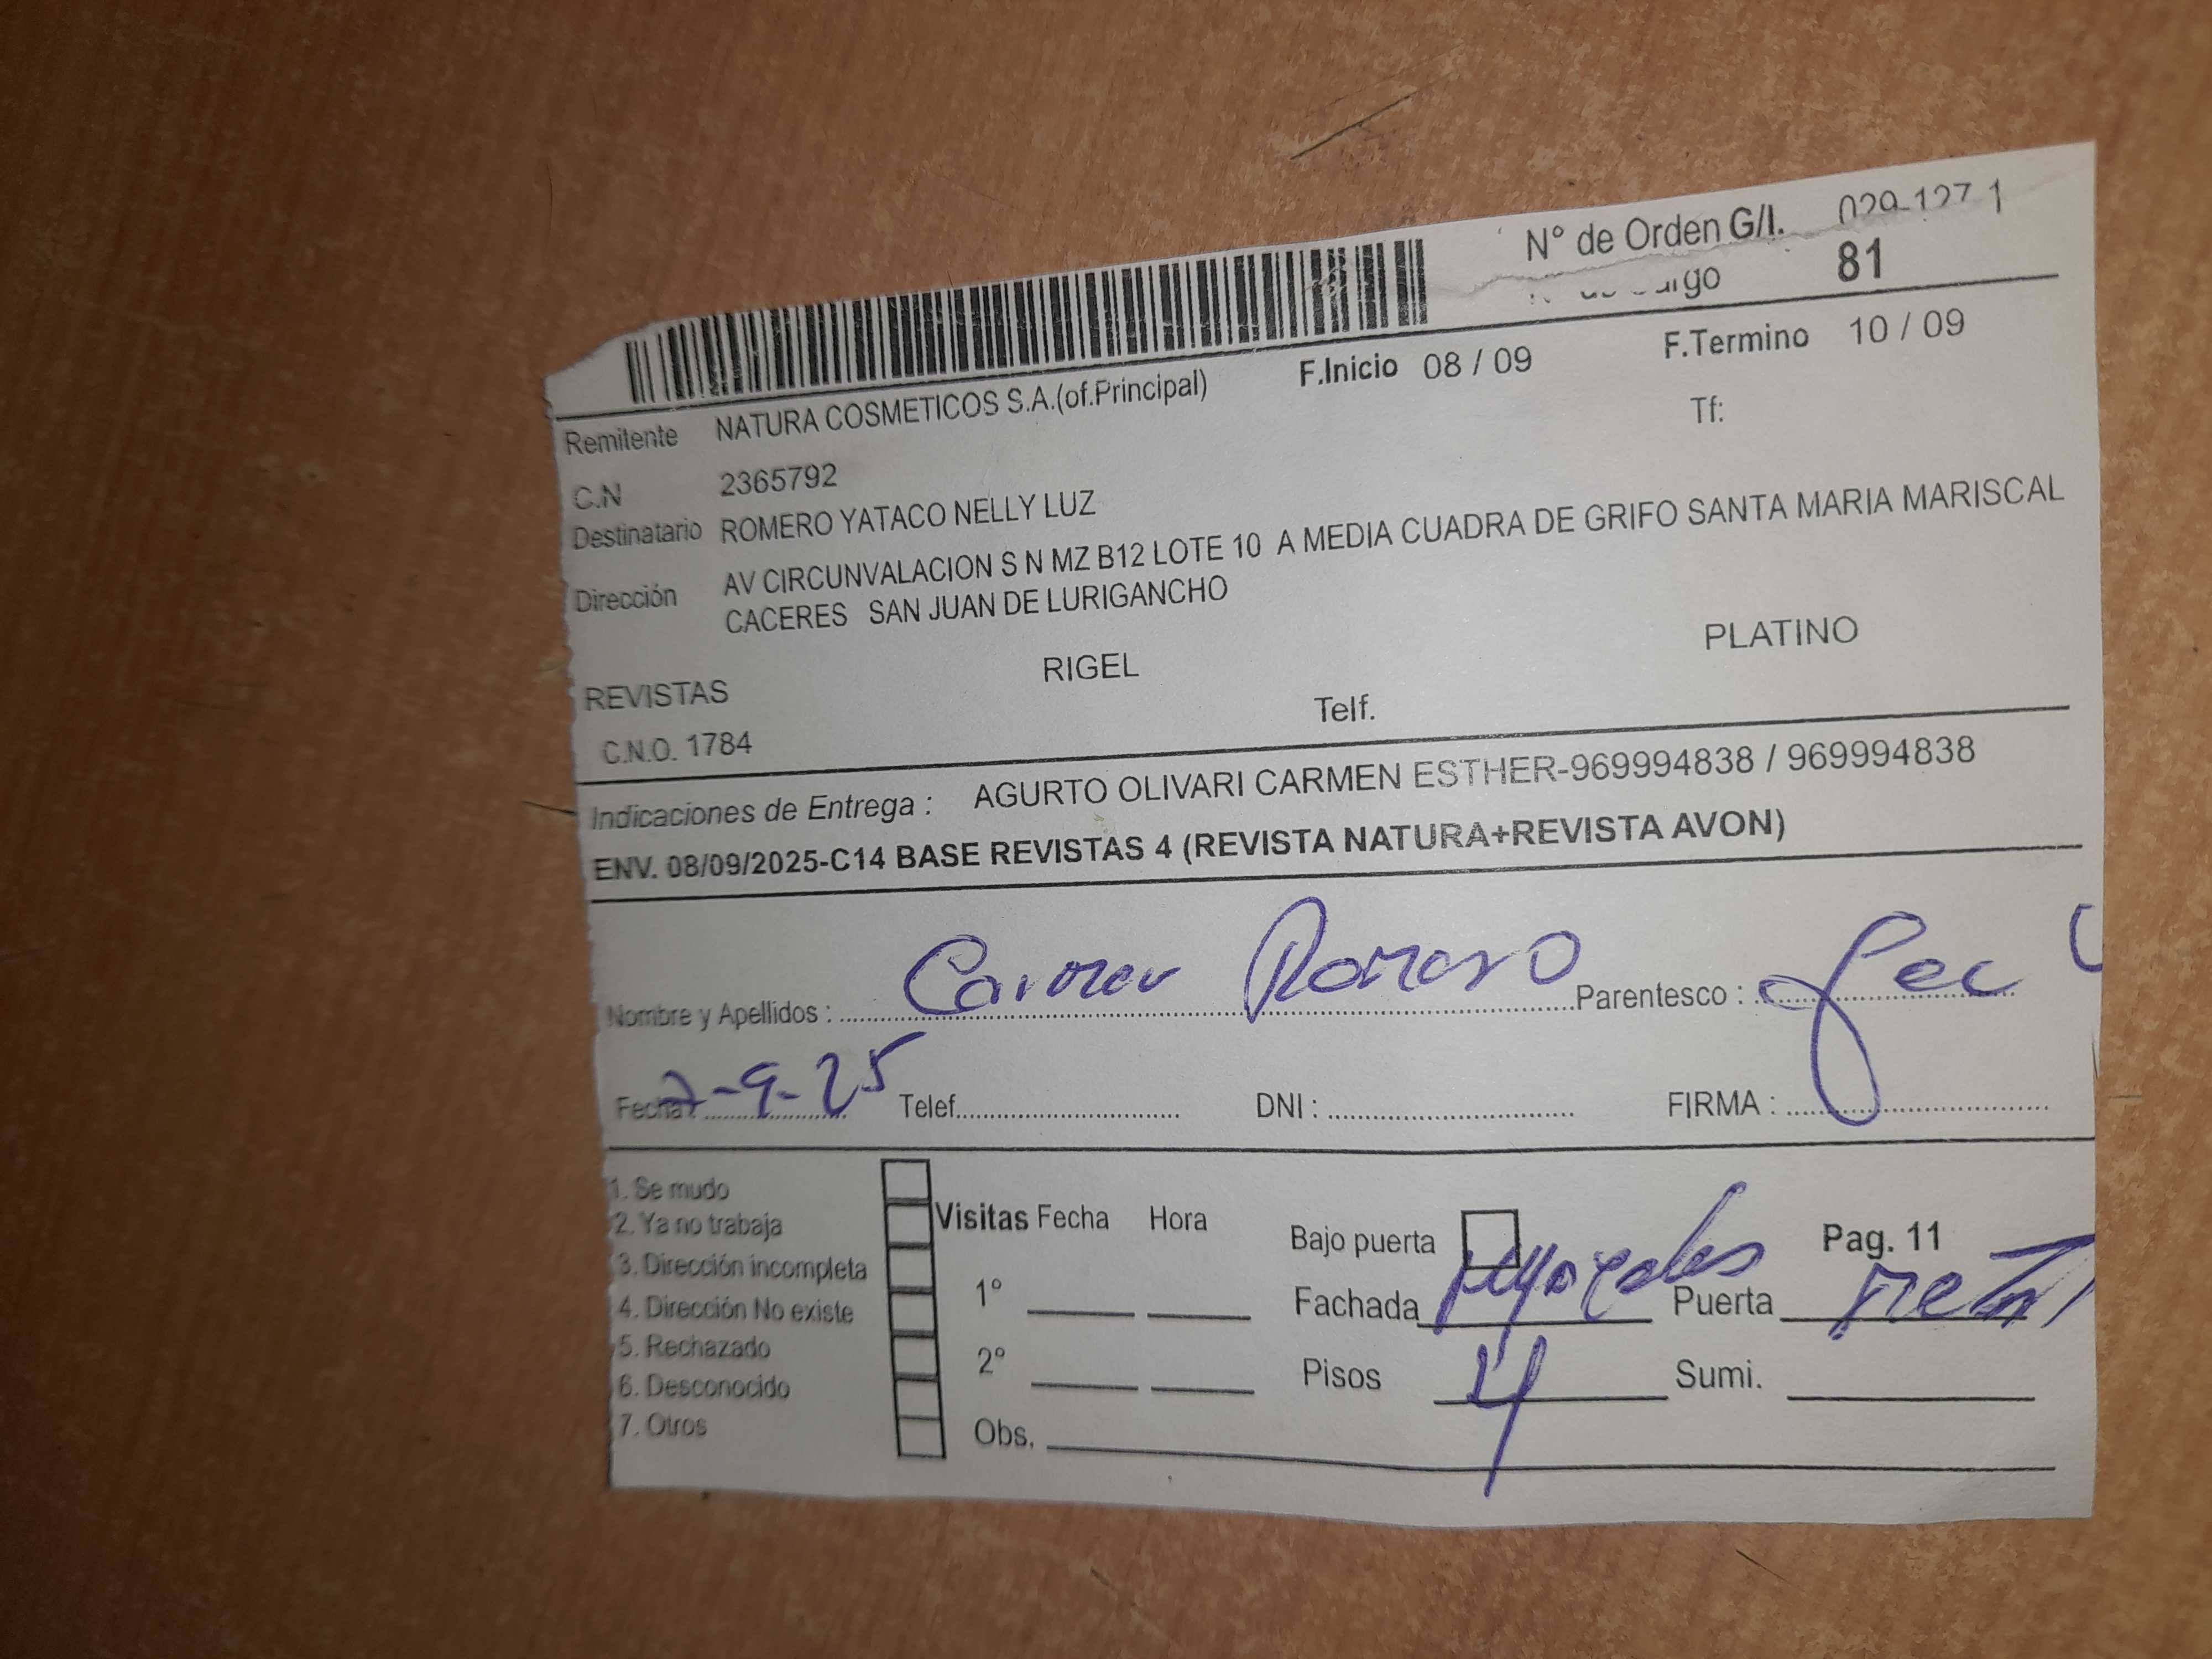 N° de Orden G/I. 029-127 1
81
F.Inicio 08 / 09 F.Termino 10 / 09
Remitente NATURA COSMETICOS S.A.(of.Principal) Tf:
C.N 2365792
Destinatario ROMERO YATACO NELLY LUZ
Dirección AV CIRCUNVALACION S N MZ B12 LOTE 10 A MEDIA CUADRA DE GRIFO SANTA MARIA MARISCAL
CACERES SAN JUAN DE LURIGANCHO
REVISTAS RIGEL PLATINO
C.N.O. 1784 Telf.
Indicaciones de Entrega : AGURTO OLIVARI CARMEN ESTHER-969994838 / 969994838
ENV. 08/09/2025-C14 BASE REVISTAS 4 (REVISTA NATURA+REVISTA AVON)
Nombre y Apellidos : Carmen Romero Parentesco :
Fecha : -9-25 Telef. DNI : FIRMA :
1. Se mudo
2. Ya no trabaja Visitas Fecha Hora Bajo puerta Pag. 11
3. Dirección incompleta
4. Dirección No existe 1° Fachada Puerta
5. Rechazado
6. Desconocido 2° Pisos 4 Sumi.
7. Otros Obs.